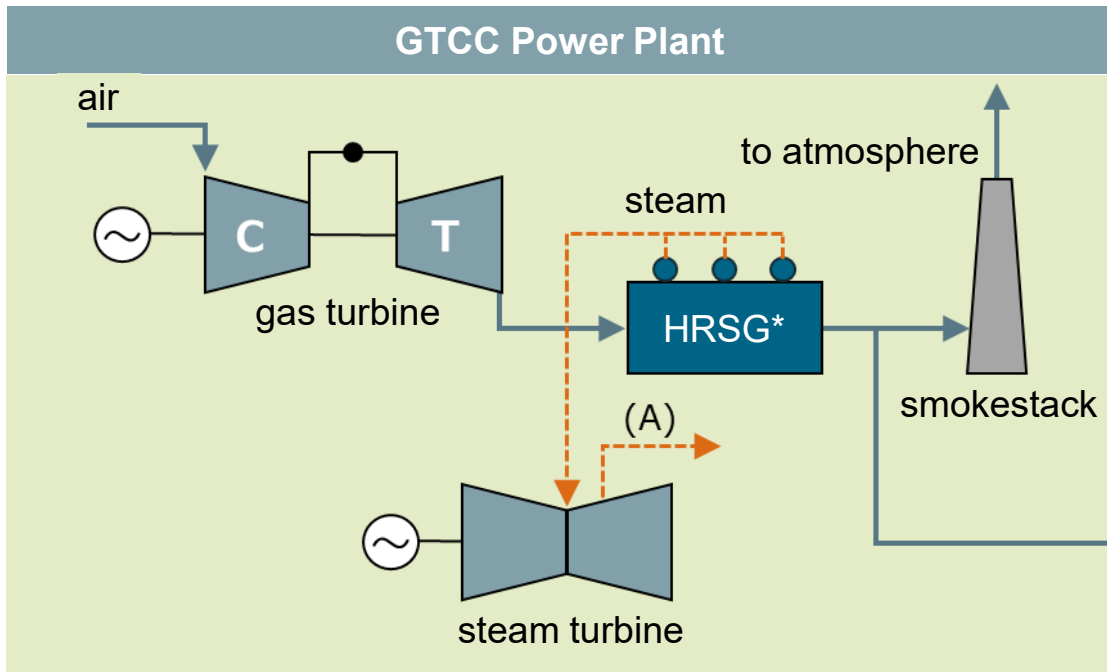 GTCC Power Plant
air
to atmosphere
steam
C
T
gas turbine
HRSG*
smokestack
(A)
steam turbine